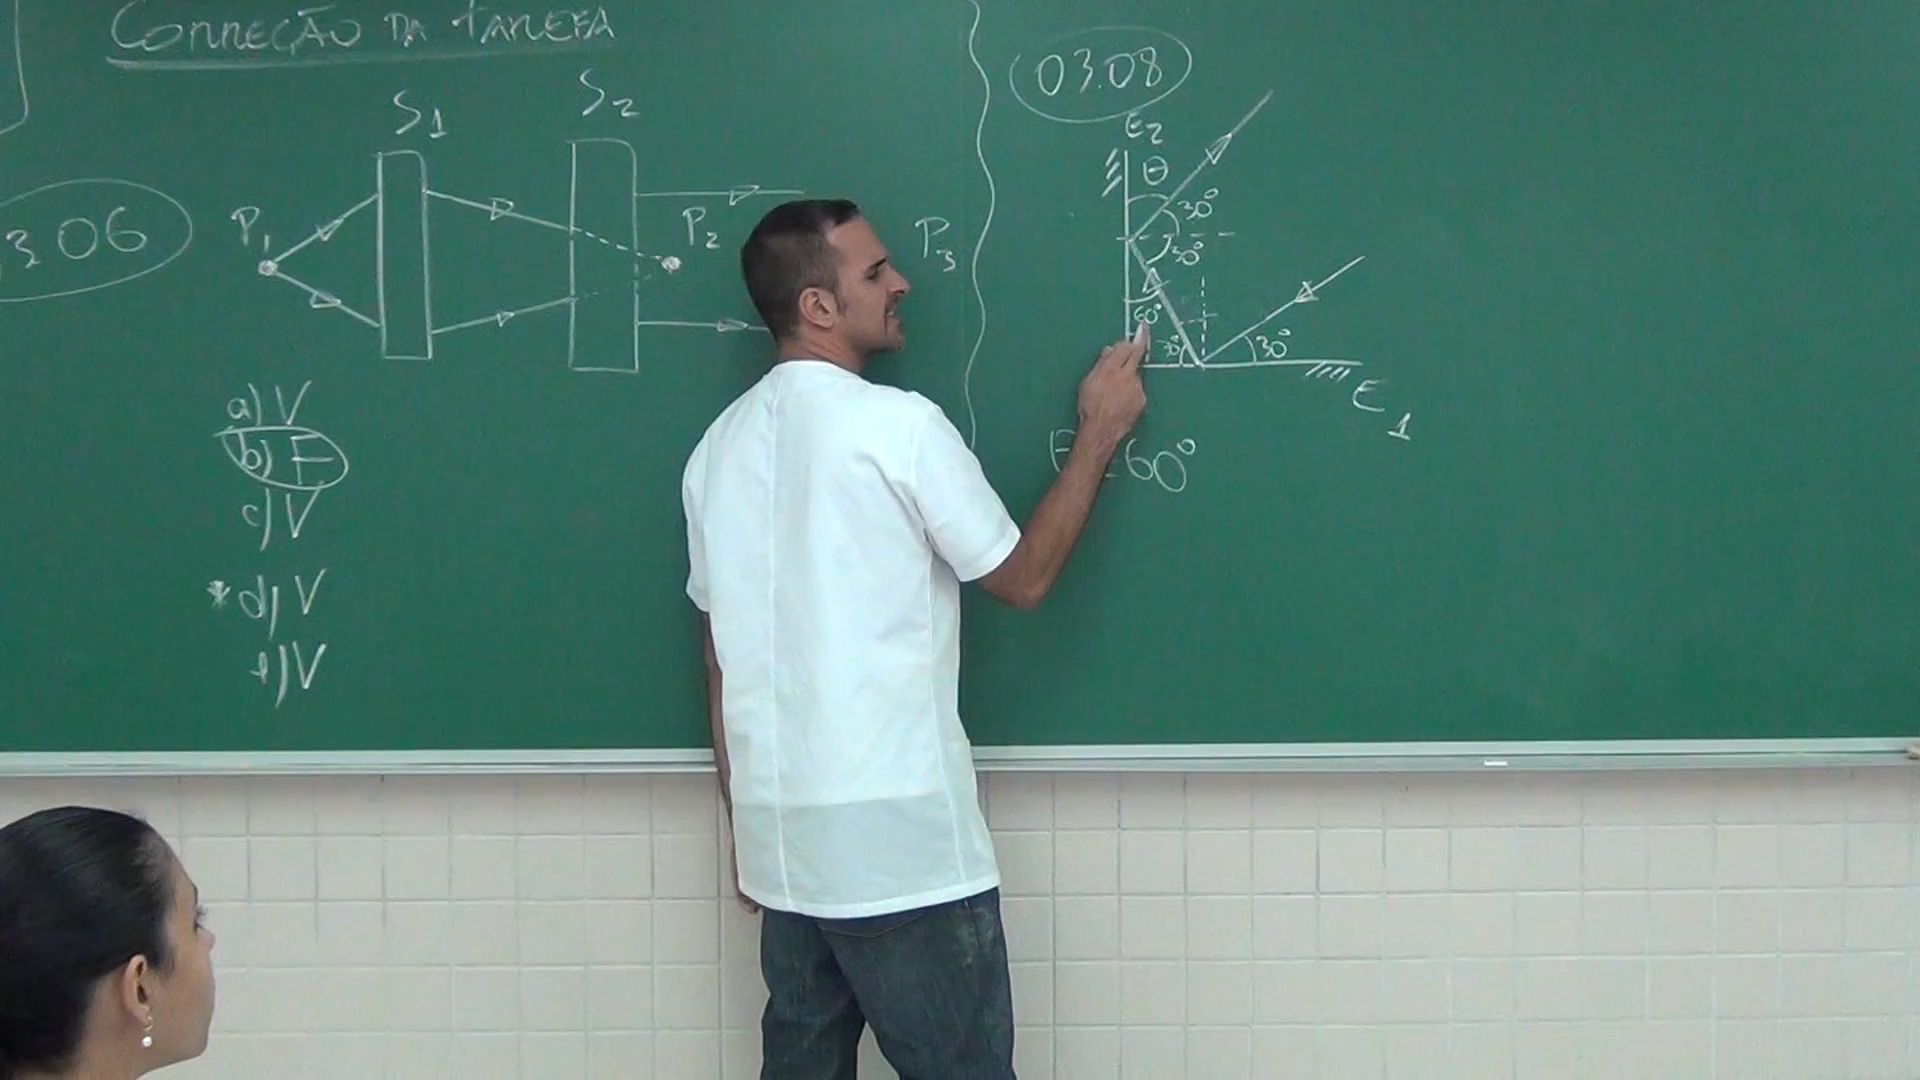 CORREÇÃO DA TAREFA
3.06
S1
S2
P1
P2
P3
a) V
b) F
c) V
* d) V
e) V
03.08
E2
θ
30°
30°
60°
30°
30°
E1
θ = 60°